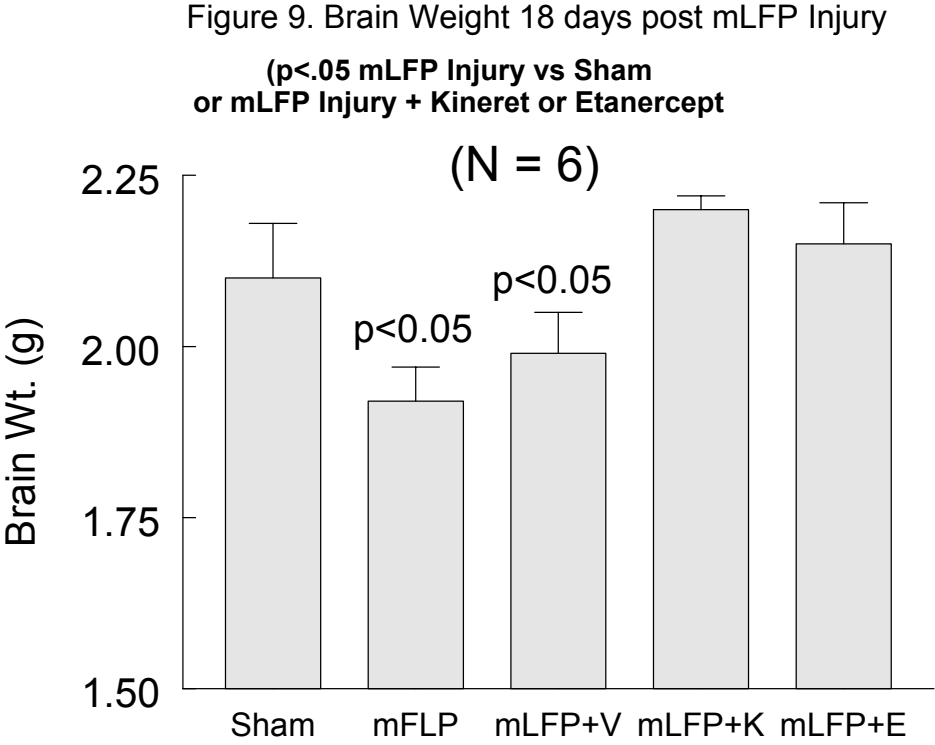 Figure 9. Brain Weight 18 days post mLFP Injury
(p<.05 mLFP Injury vs Sham
or mLFP Injury + Kineret or Etanercept
(N = 6)
2.25
2.00
1.75
1.50
Brain Wt. (g)
p<0.05
p<0.05
Sham mFLP mLFP+V mLFP+K mLFP+E